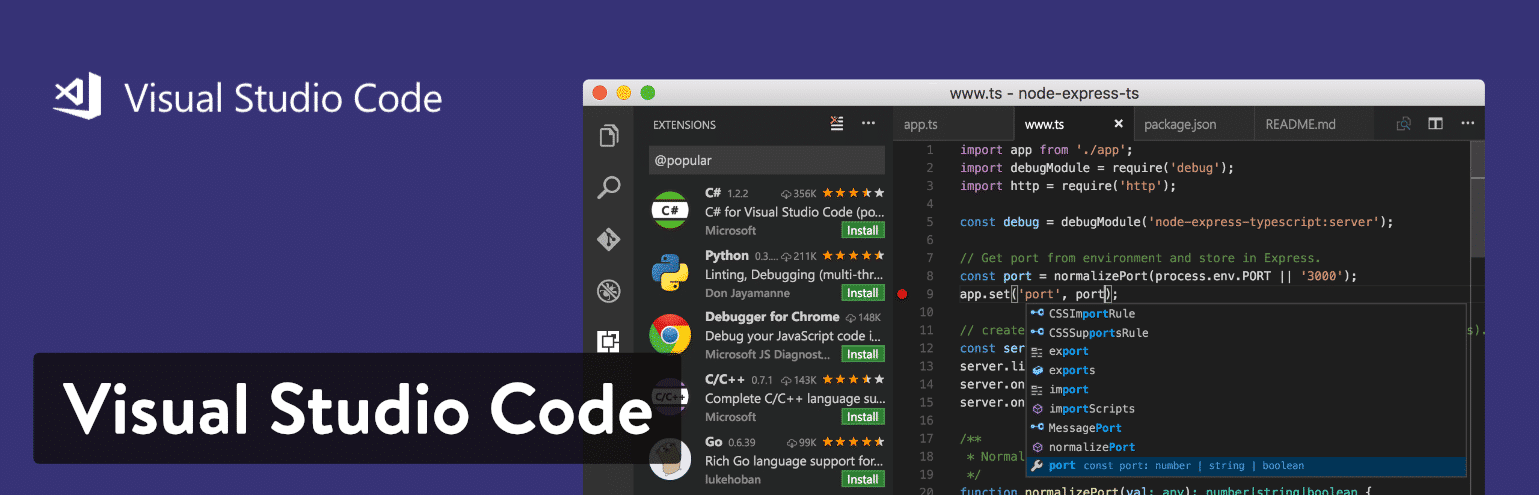 Visual Studio Code
www.ts - node-express-ts
EXTENSIONS
@popular
C# 1.2.2 356K
C# for Visual Studio Code (po...
Microsoft
Install
Python 0.3.... 211K
Linting, Debugging (multi-thr...
Don Jayamanne
Install
Debugger for Chrome 148K
Debug your JavaScript code i...
Microsoft JS Diagnost...
Install
C/C++ 0.7.1 143K
Complete C/C++ language su...
Microsoft
Install
Go 0.6.39 99K
Rich Go language support for...
lukehoban
Install
app.ts www.ts package.json README.md
1 import app from './app';
2 import debugModule = require('debug');
3 import http = require('http');
4
5 const debug = debugModule('node-express-typescript:server');
6
7 // Get port from environment and store in Express.
8 const port = normalizePort(process.env.PORT || '3000');
9 app.set('port', port);
10
11 // create s).
12 const ser
13 server.li
14 server.on
15 server.on
16
17 /**
18 * Normal
19 */
20 function normalizePort(val: any): number|string|boolean {
CSSImportRule
CSSSupportsRule
export
exports
import
importScripts
MessagePort
normalizePort
port const port: number | string | boolean
C#
C/C++
Visual Studio Code